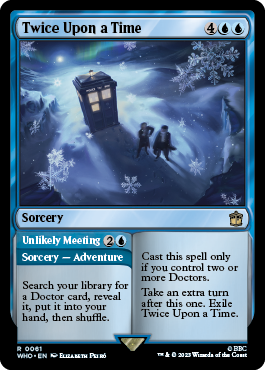 Twice Upon a Time 4
Sorcery
Unlikely Meeting 2
Sorcery — Adventure
Search your library for
a Doctor card, reveal
it, put it into your
hand, then shuffle.
Cast this spell only
if you control two or
more Doctors.
Take an extra turn
after this one. Exile
Twice Upon a Time.
R 0061
WHO • EN Elizabeth Peiró
© BBC
™ & © 2023 Wizards of the Coast